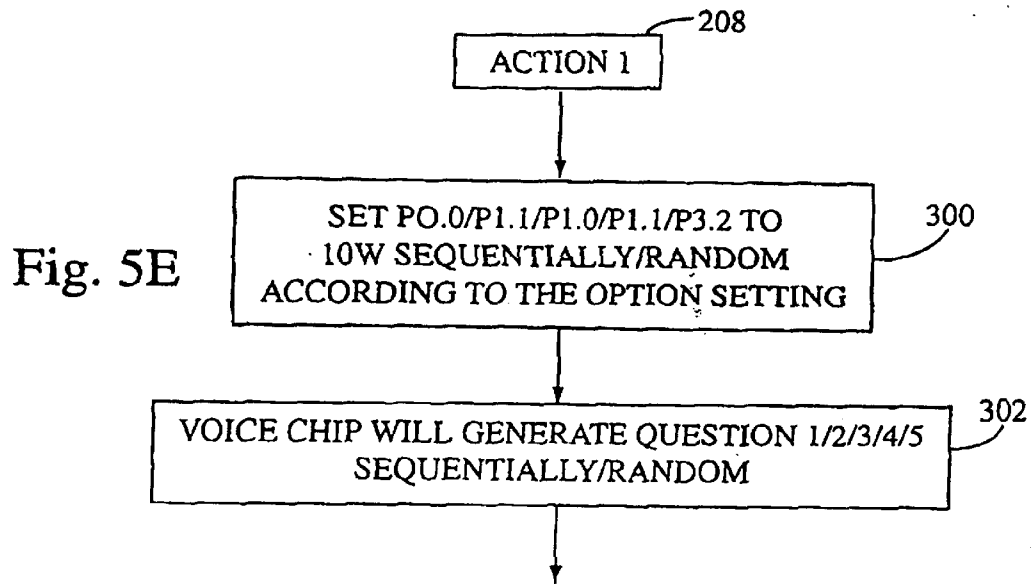 208
ACTION 1
SET PO.0/P1.1/P1.0/P1.1/P3.2 TO
10W SEQUENTIALLY/RANDOM
ACCORDING TO THE OPTION SETTING
300
Fig. 5E
VOICE CHIP WILL GENERATE QUESTION 1/2/3/4/5
SEQUENTIALLY/RANDOM
302